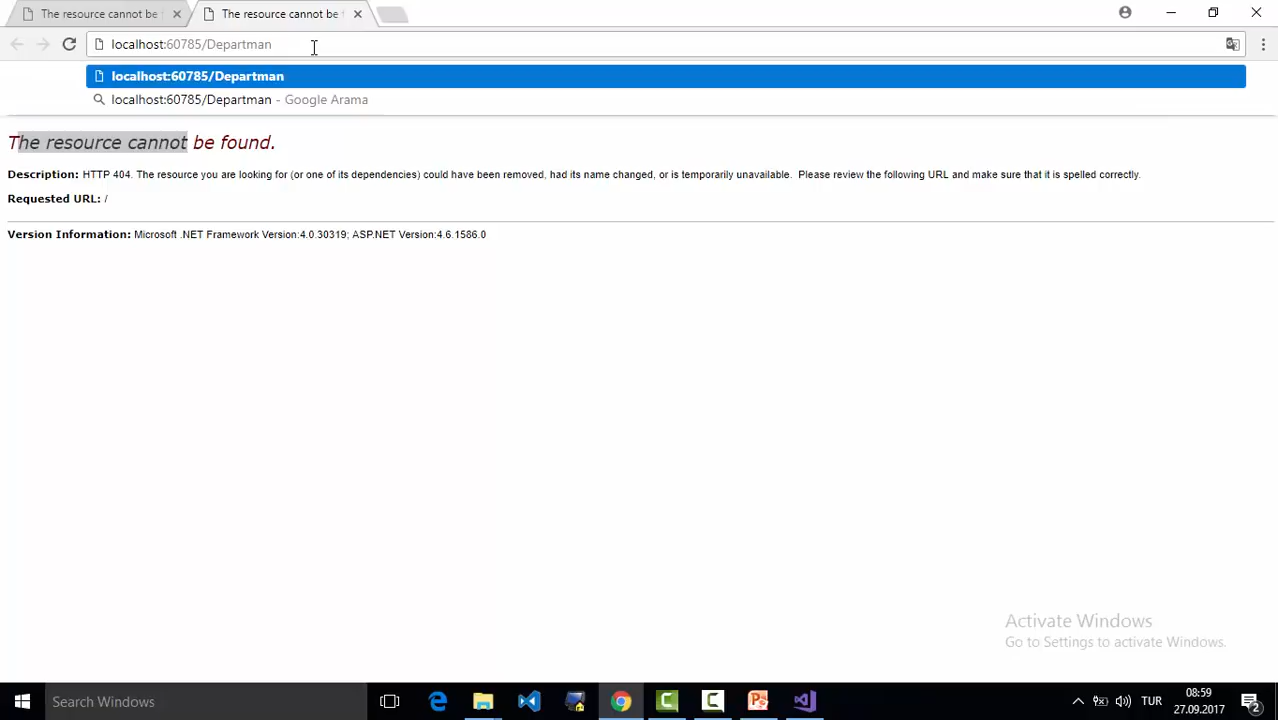 The resource cannot be
The resource cannot be
localhost:60785/Departman
localhost:60785/Departman
localhost:60785/Departman - Google Arama
The resource cannot be found.
Description: HTTP 404. The resource you are looking for (or one of its dependencies) could have been removed, had its name changed, or is temporarily unavailable.  Please review the following URL and make sure that it is spelled correctly.
Requested URL: /
Version Information: Microsoft .NET Framework Version:4.0.30319; ASP.NET Version:4.6.1586.0
Activate Windows
Go to Settings to activate Windows.
Search Windows
TUR
08:59
27.09.2017
2